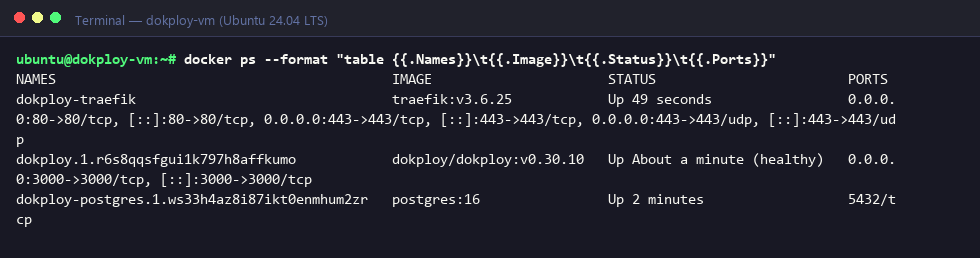 Terminal — dokploy-vm (Ubuntu 24.04 LTS)
ubuntu@dokploy-vm:~# docker ps --format "table {{.Names}}\t{{.Image}}\t{{.Status}}\t{{.Ports}}"
NAMES                                         IMAGE                     STATUS                        PORTS
dokploy-traefik                               traefik:v3.6.25           Up 49 seconds                 0.0.0.
0:80->80/tcp, [::]:80->80/tcp, 0.0.0.0:443->443/tcp, [::]:443->443/tcp, 0.0.0.0:443->443/udp, [::]:443->443/ud
p
dokploy.1.r6s8qqsfgui1k797h8affkumo           dokploy/dokploy:v0.30.10  Up About a minute (healthy)   0.0.0.
0:3000->3000/tcp, [::]:3000->3000/tcp
dokploy-postgres.1.ws33h4az8i87ikt0enmhum2zr  postgres:16               Up 2 minutes                  5432/t
cp